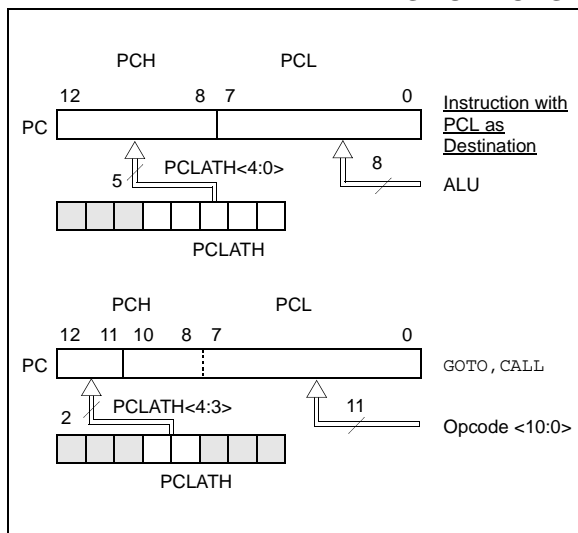 PCH PCL
12 8 7 0
PC
Instruction with
PCL as
Destination
5 PCLATH<4:0> 8
ALU
PCLATH
PCH PCL
12 11 10 8 7 0
PC GOTO,CALL
2 PCLATH<4:3> 11
Opcode <10:0>
PCLATH